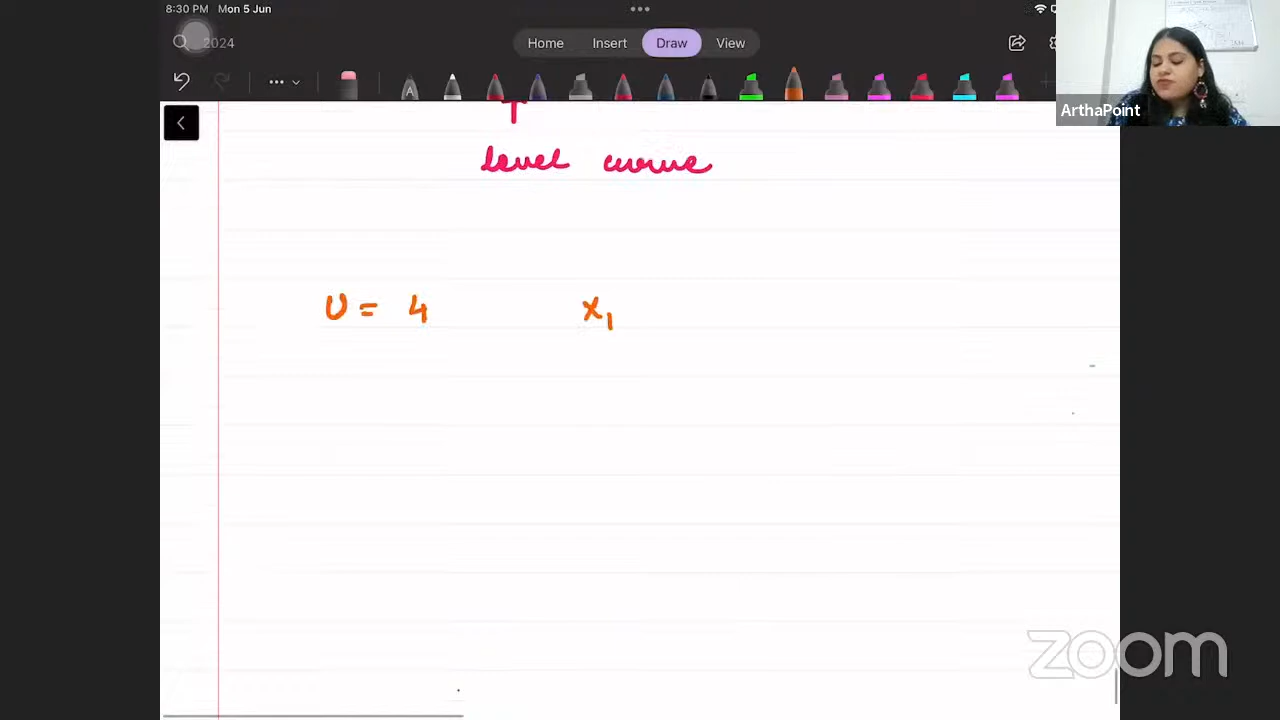 8:30 PM Mon 5 Jun
2024
Home Insert Draw View
A
ArthaPoint
level curve
U = 4 x₁
zoom